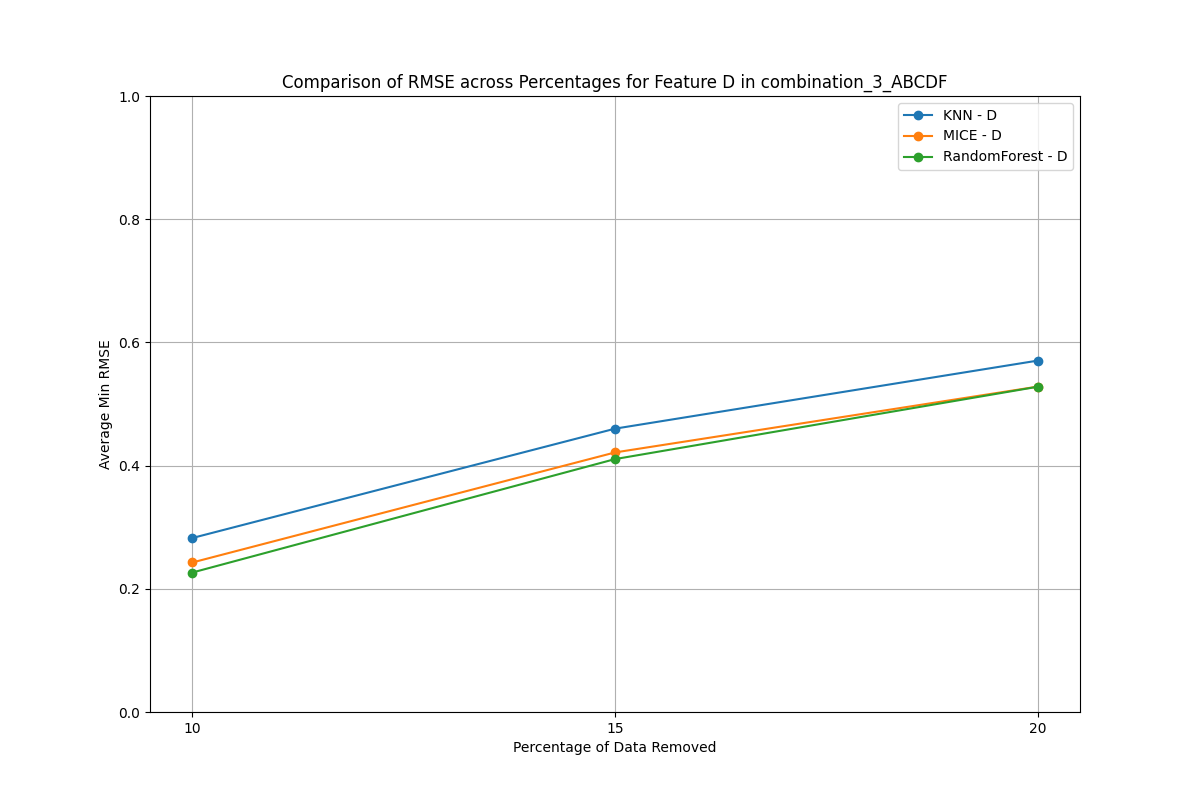 Comparison of RMSE across Percentages for Feature D in combination_3_ABCDF
KNN - D
MICE - D
RandomForest - D
Average Min RMSE
1.0
0.8
0.6
0.4
0.2
0.0
10
15
20
Percentage of Data Removed